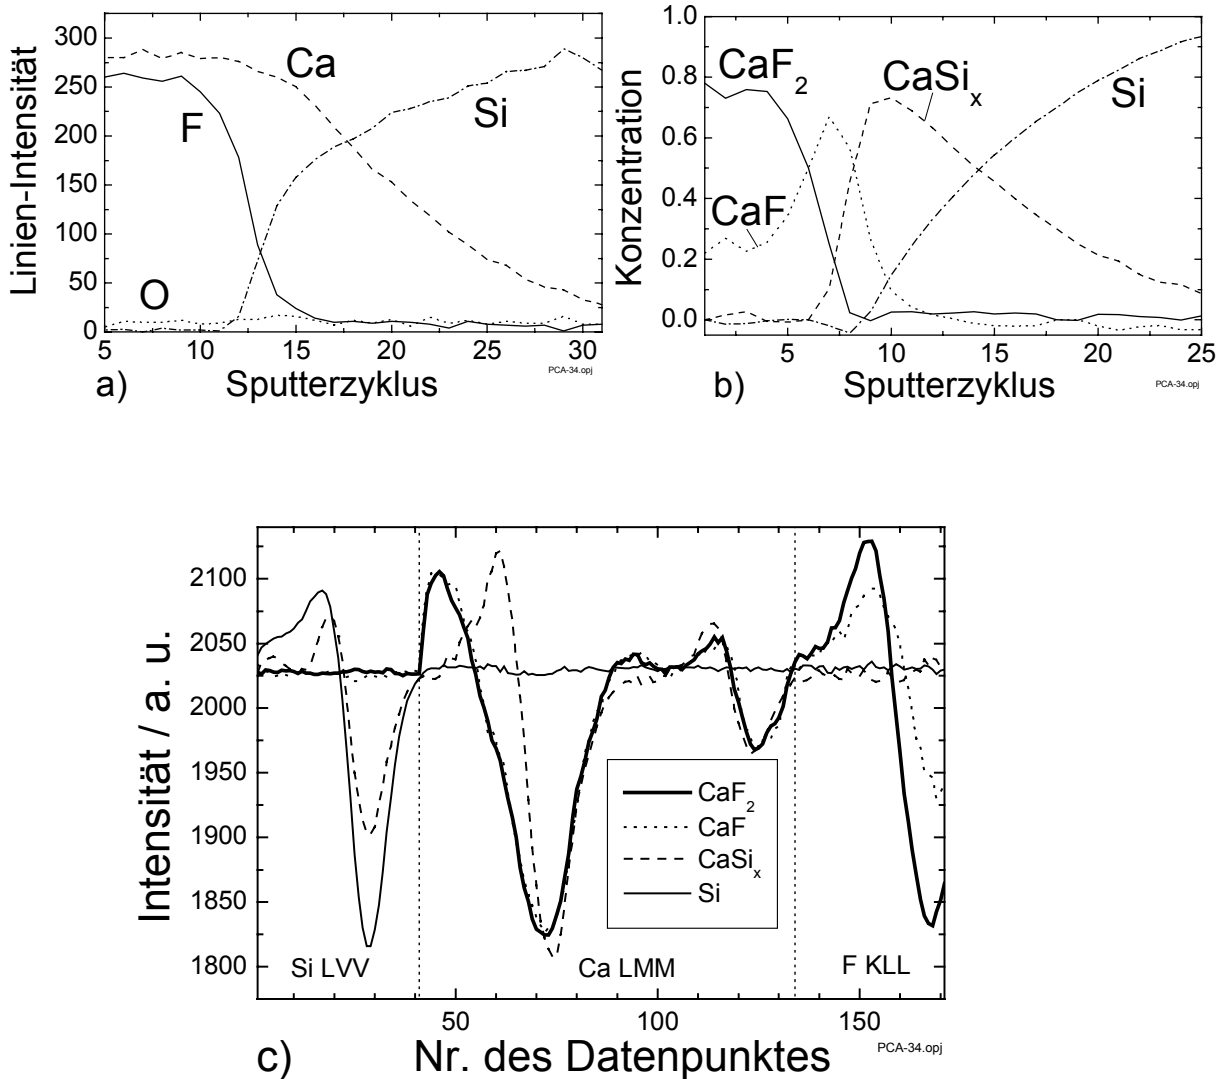 Linien-Intensität
300
250
200
150
100
50
0
Ca
F
Si
O
5 10 15 20 25 30
a) Sputterzyklus
PCA-34.opj
Konzentration
1.0
0.8
0.6
0.4
0.2
0.0
CaF₂
CaSiₓ
Si
CaF
5 10 15 20 25
b) Sputterzyklus
PCA-34.opj
Intensität / a. u.
2100
2050
2000
1950
1900
1850
1800
CaF₂
CaF
CaSiₓ
Si
Si LVV Ca LMM F KLL
50 100 150
c) Nr. des Datenpunktes
PCA-34.opj